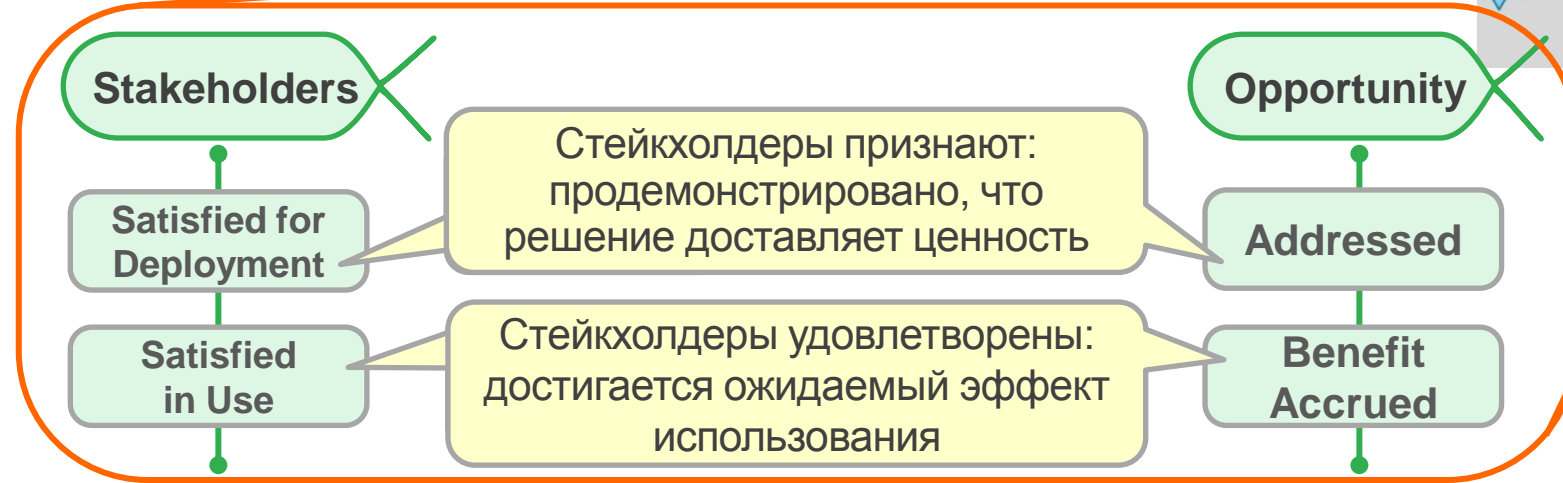 Stakeholders
Opportunity
Стейкхолдеры признают:
продемонстрировано, что
решение доставляет ценность
Satisfied for
Deployment
Addressed
Стейкхолдеры удовлетворены:
достигается ожидаемый эффект
использования
Satisfied
in Use
Benefit
Accrued